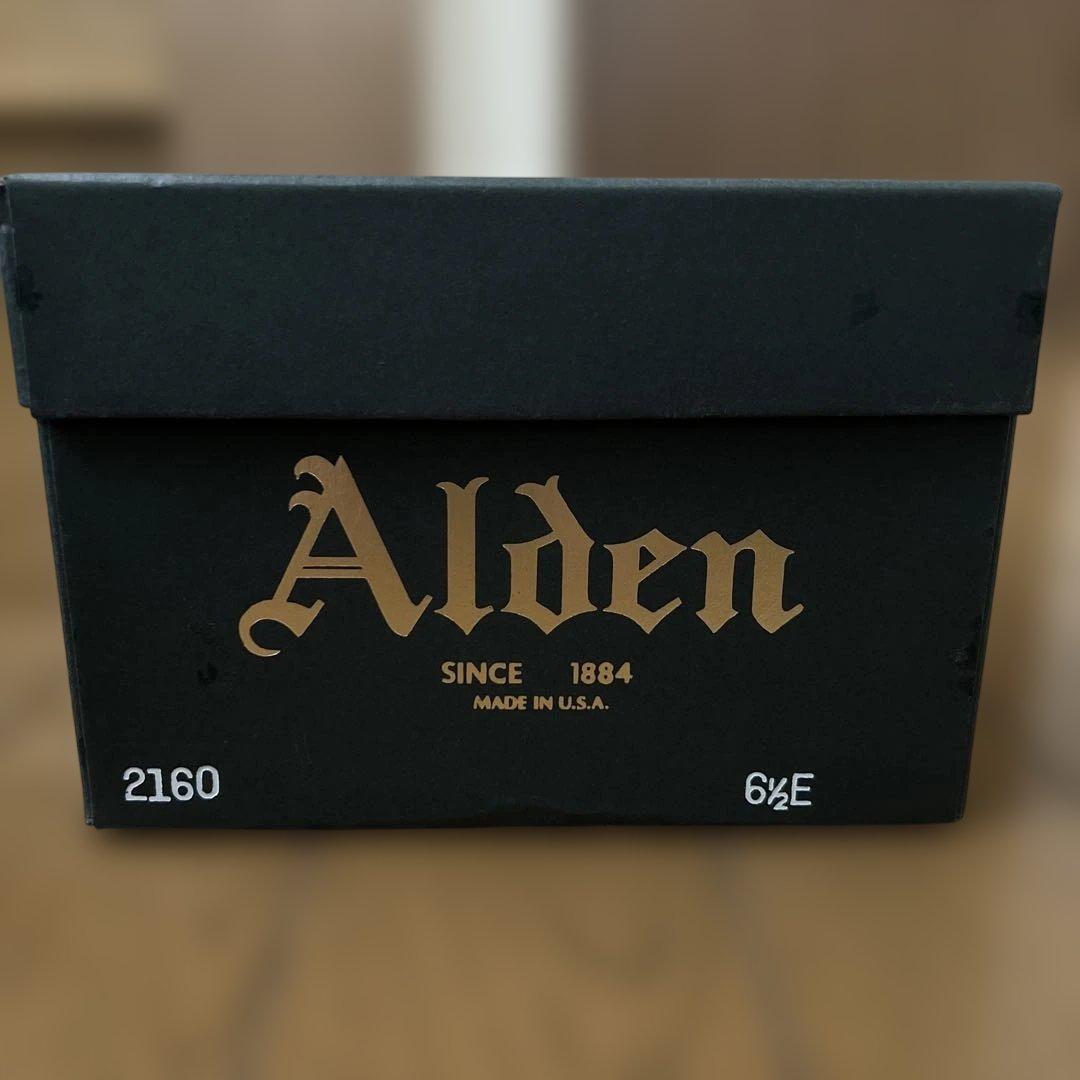 Alden
SINCE 1884
MADE IN U.S.A.
2160 6½E